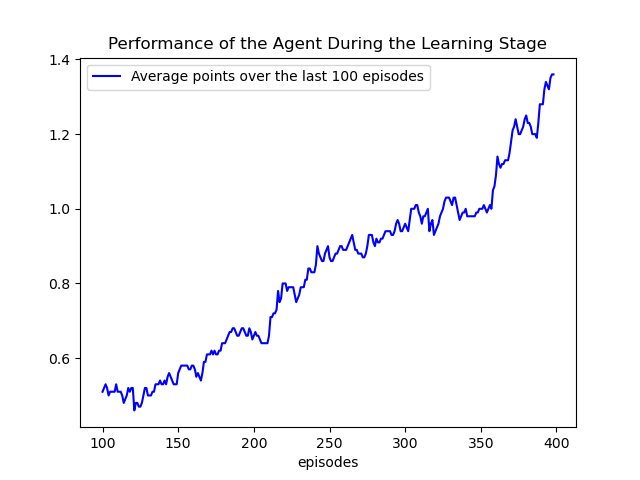 Performance of the Agent During the Learning Stage
Average points over the last 100 episodes
1.4
1.2
1.0
0.8
0.6
100 150 200 250 300 350 400
episodes